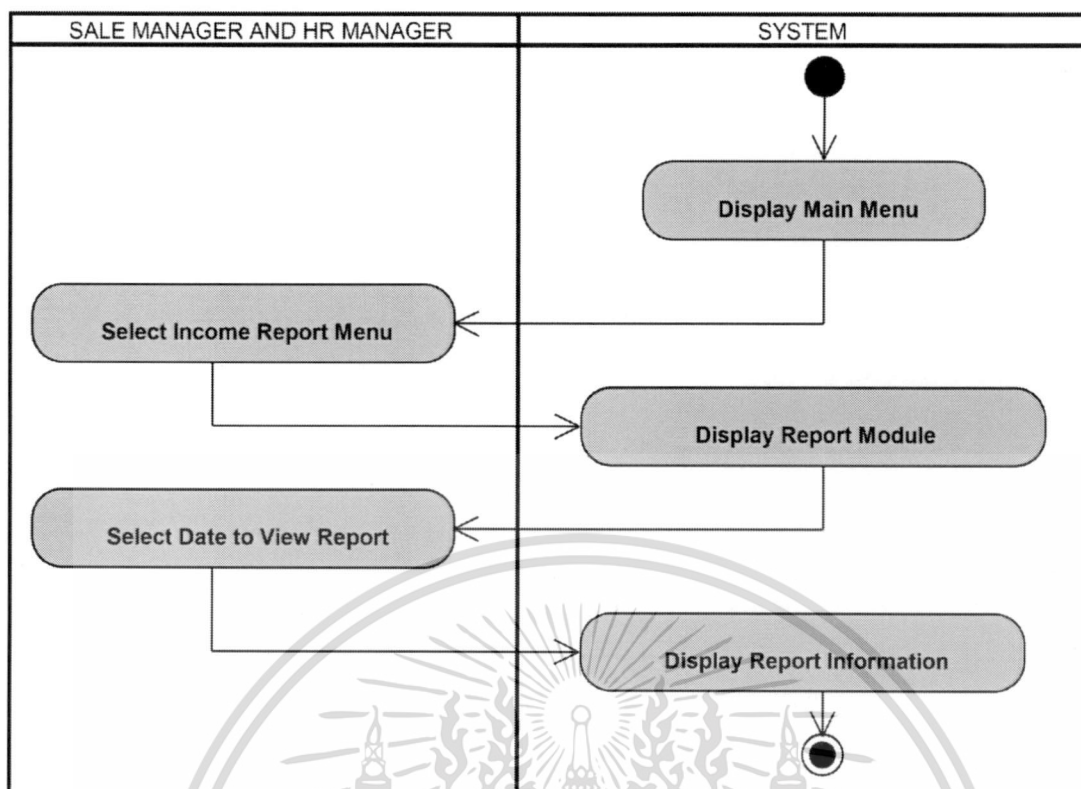 SALE MANAGER AND HR MANAGER
SYSTEM
Display Main Menu
Select Income Report Menu
Display Report Module
Select Date to View Report
Display Report Information